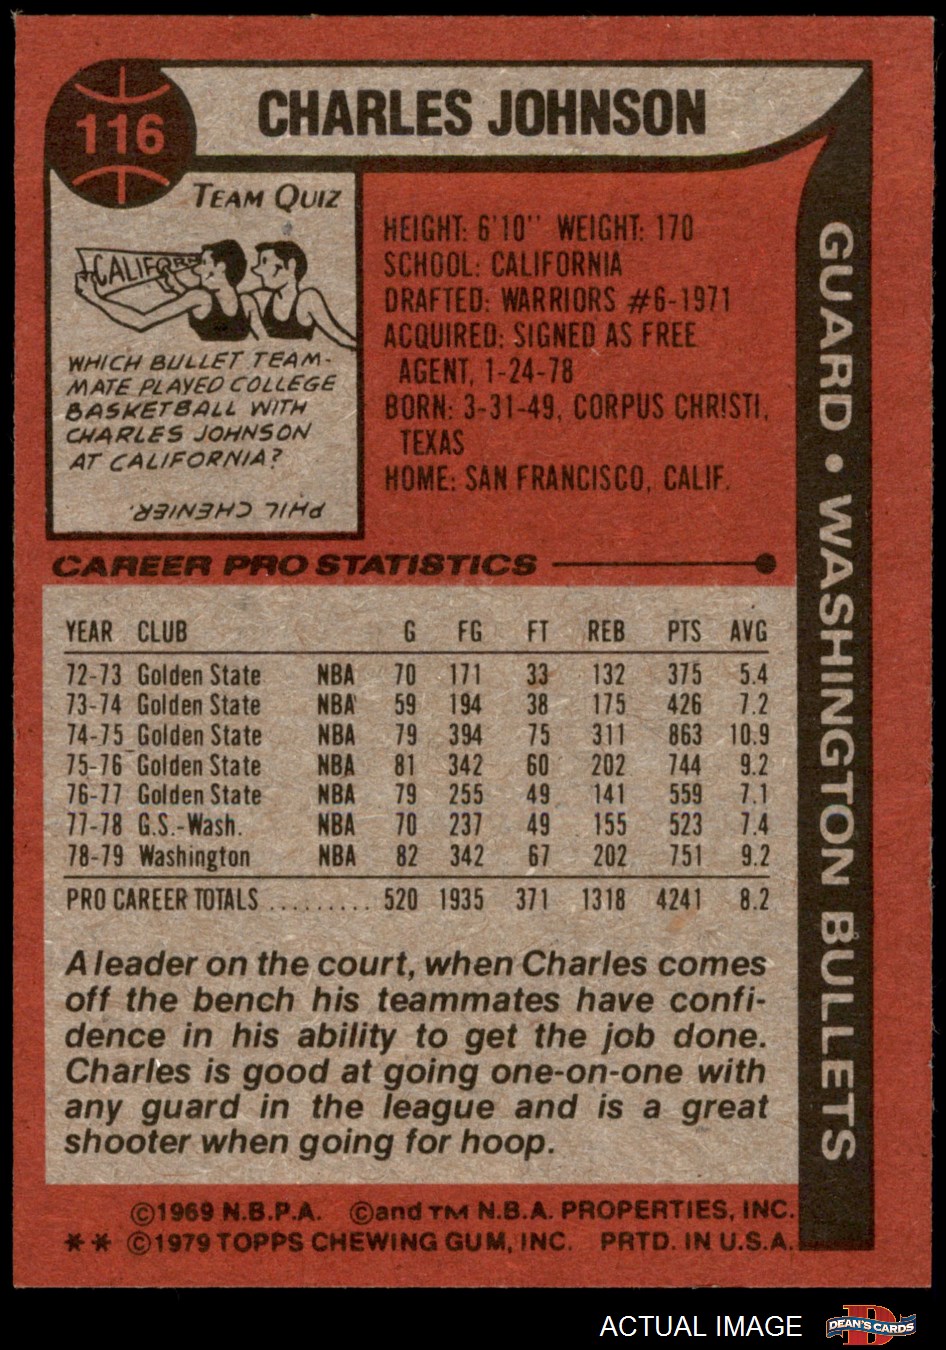 116
CHARLES JOHNSON
TEAM QUIZ
CALIFOR
WHICH BULLET TEAM-
MATE PLAYED COLLEGE
BASKETBALL WITH
CHARLES JOHNSON
AT CALIFORNIA?
PHIL CHENIER.
HEIGHT: 6'10" WEIGHT: 170
SCHOOL: CALIFORNIA
DRAFTED: WARRIORS #6-1971
ACQUIRED: SIGNED AS FREE
AGENT, 1-24-78
BORN: 3-31-49, CORPUS CHRISTI,
TEXAS
HOME: SAN FRANCISCO, CALIF.
GUARD • WASHINGTON BULLETS
CAREER PRO STATISTICS
YEAR CLUB G FG FT REB PTS AVG
72-73 Golden State NBA 70 171 33 132 375 5.4
73-74 Golden State NBA 59 194 38 175 426 7.2
74-75 Golden State NBA 79 394 75 311 863 10.9
75-76 Golden State NBA 81 342 60 202 744 9.2
76-77 Golden State NBA 79 255 49 141 559 7.1
77-78 G.S.-Wash. NBA 70 237 49 155 523 7.4
78-79 Washington NBA 82 342 67 202 751 9.2
PRO CAREER TOTALS ......... 520 1935 371 1318 4241 8.2
A leader on the court, when Charles comes
off the bench his teammates have confi-
dence in his ability to get the job done.
Charles is good at going one-on-one with
any guard in the league and is a great
shooter when going for hoop.
©1969 N.B.P.A. ©and TM N.B.A. PROPERTIES, INC.
** ©1979 TOPPS CHEWING GUM, INC. PRTD. IN U.S.A.
ACTUAL IMAGE
DEAN'S CARDS